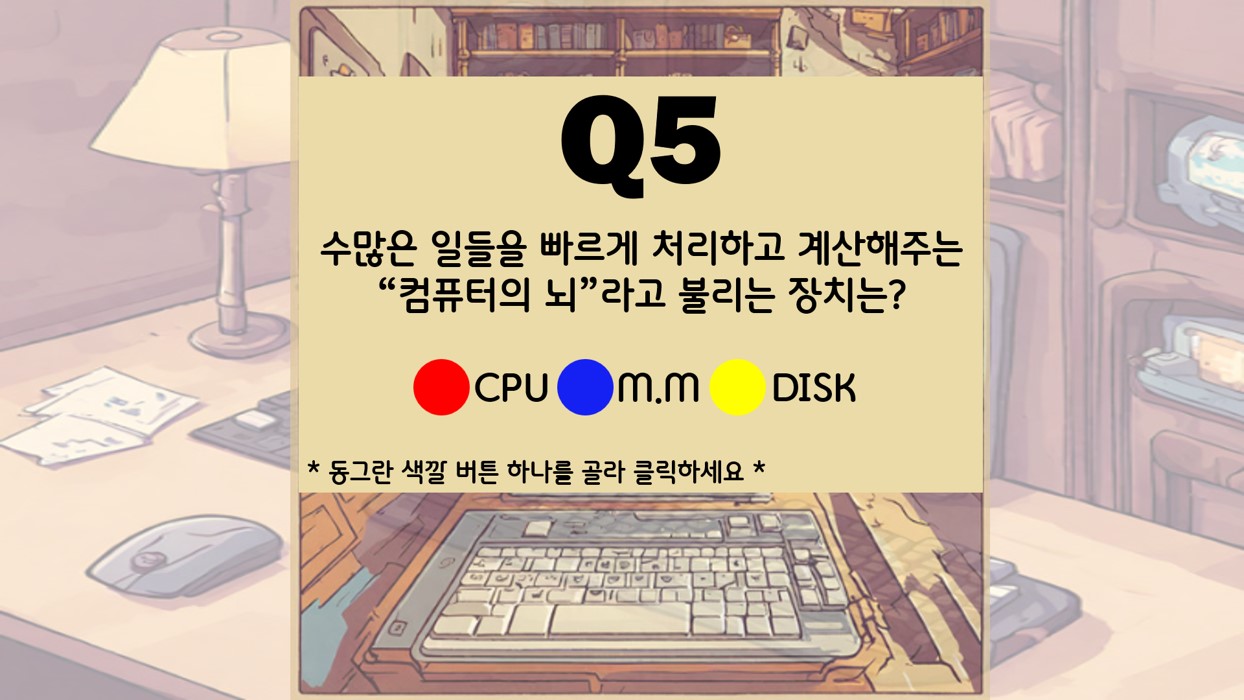 Q5
수많은 일들을 빠르게 처리하고 계산해주는
“컴퓨터의 뇌”라고 불리는 장치는?
CPU M.M DISK
* 동그란 색깔 버튼 하나를 골라 클릭하세요 *